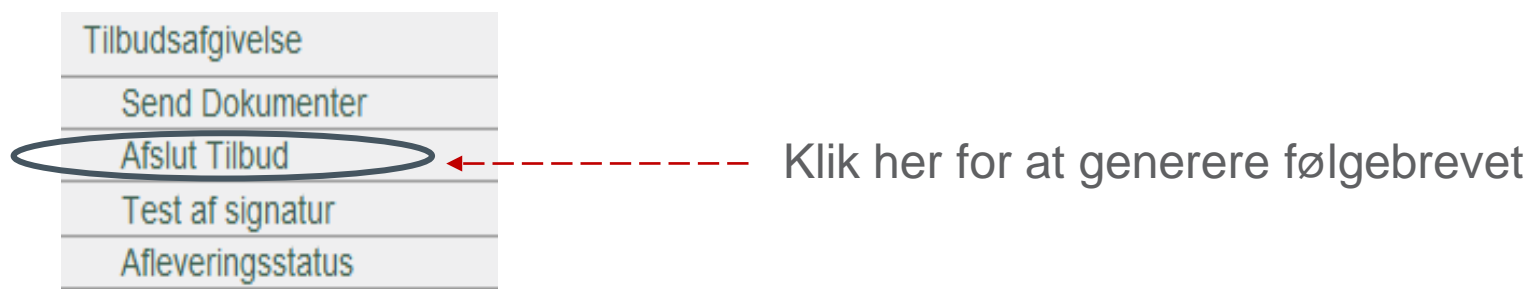 Tilbudsafgivelse
Send Dokumenter
Afslut Tilbud
Klik her for at generere følgebrevet
Test af signatur
Afleveringsstatus